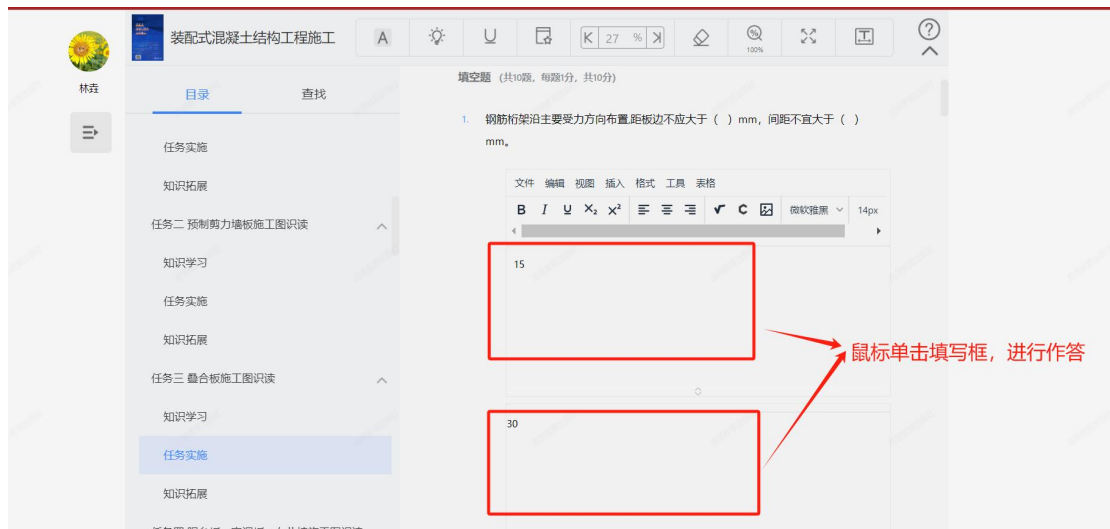 装配式混凝土结构工程施工
A
27 %
100%
林垚
目录 查找
任务实施
知识拓展
任务二 预制剪力墙板施工图识读
知识学习
任务实施
知识拓展
任务三 叠合板施工图识读
知识学习
任务实施
知识拓展
填空题 (共10题，每题1分，共10分)
1. 钢筋桁架沿主要受力方向布置,距板边不应大于 ( ) mm，间距不宜大于 ( )
mm。
文件 编辑 视图 插入 格式 工具 表格
B I U X₂ X² C 微软雅黑 14px
15
30
鼠标单击填写框，进行作答